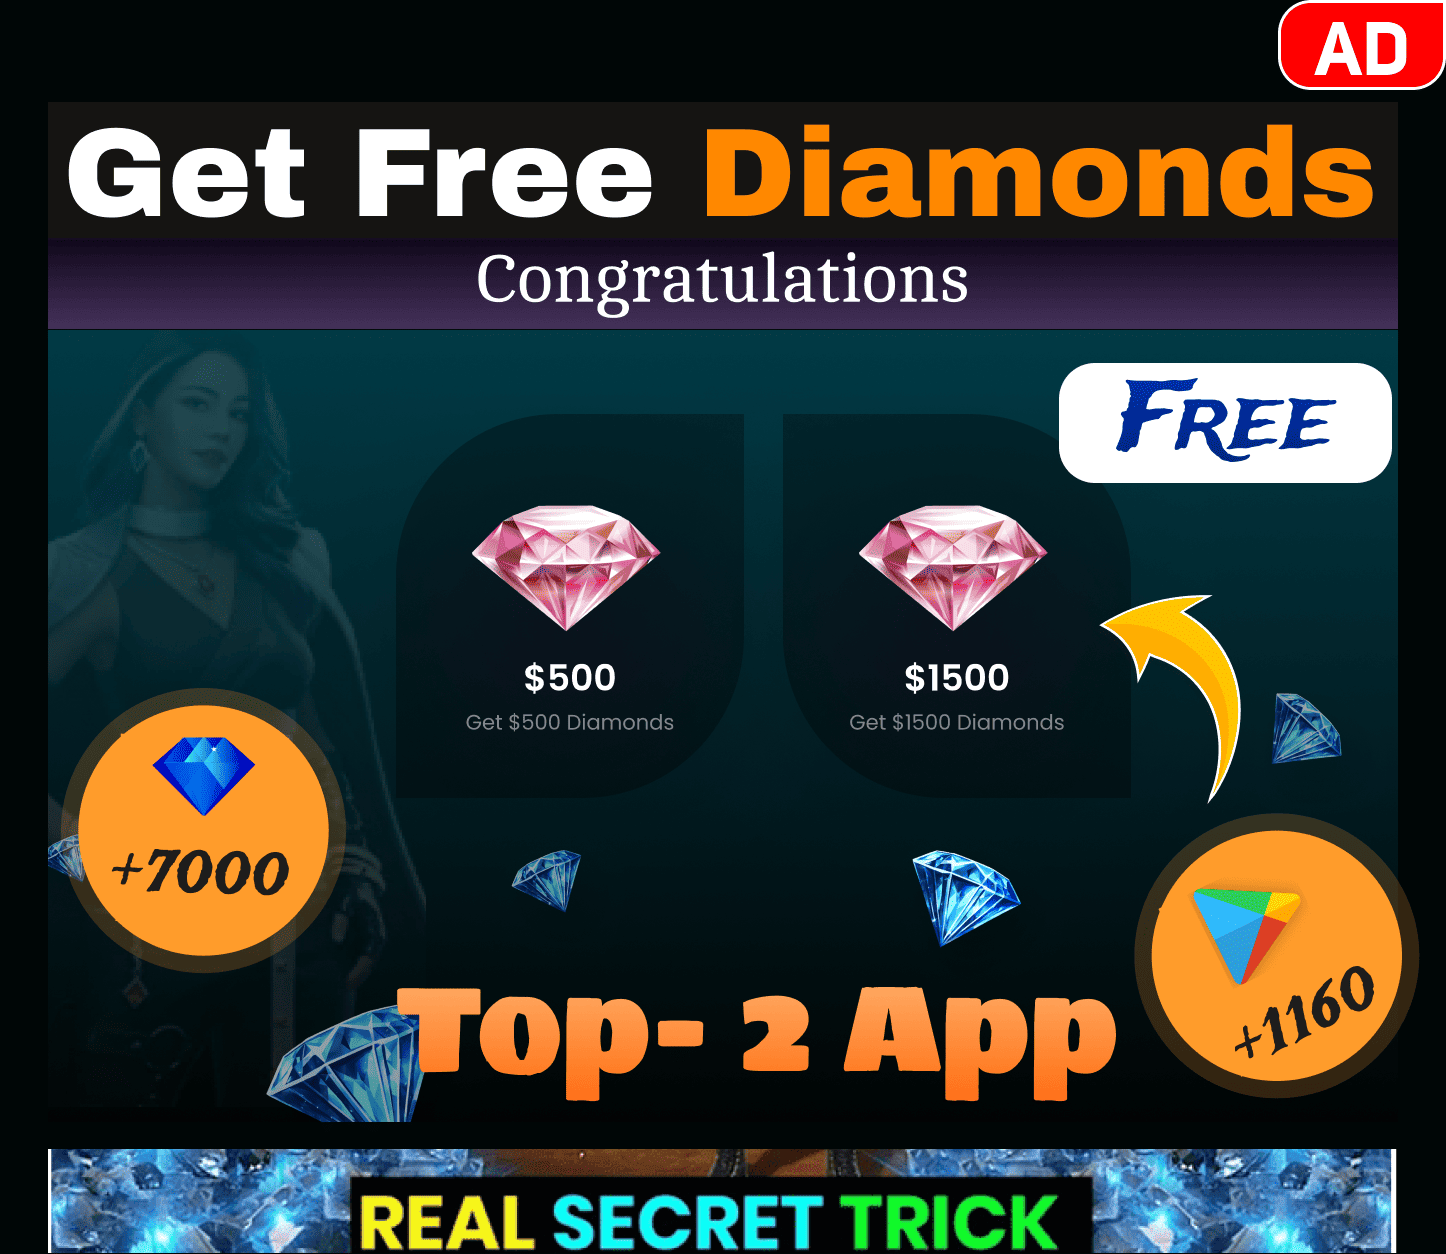 AD
Get Free Diamonds
Congratulations
FREE
$500
Get $500 Diamonds
$1500
Get $1500 Diamonds
+7000
+1160
Top- 2 App
REAL SECRET TRICK